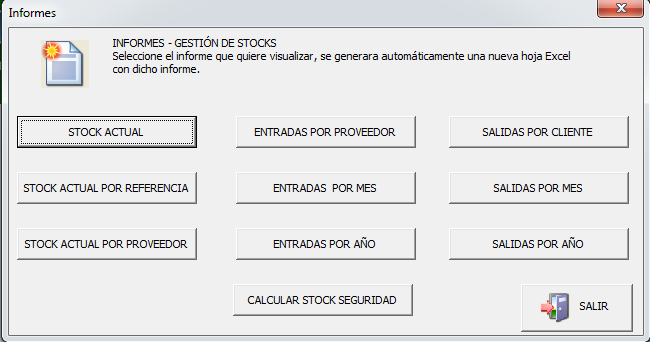 Informes
INFORMES - GESTIÓN DE STOCKS
Seleccione el informe que quiere visualizar, se generara automáticamente una nueva hoja Excel
con dicho informe.
STOCK ACTUAL
ENTRADAS POR PROVEEDOR
SALIDAS POR CLIENTE
STOCK ACTUAL POR REFERENCIA
ENTRADAS POR MES
SALIDAS POR MES
STOCK ACTUAL POR PROVEEDOR
ENTRADAS POR AÑO
SALIDAS POR AÑO
CALCULAR STOCK SEGURIDAD
SALIR